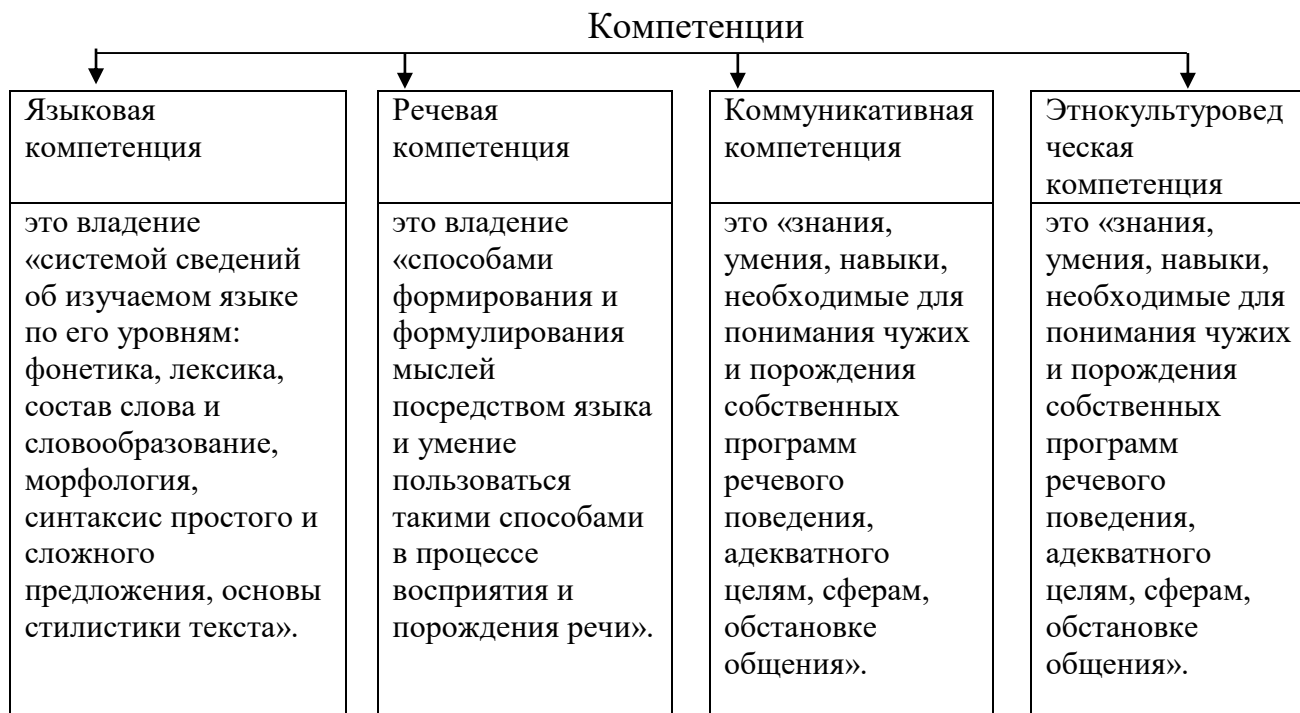 Компетенции
Языковая
компетенция
это владение
«системой сведений
об изучаемом языке
по его уровням:
фонетика, лексика,
состав слова и
словообразование,
морфология,
синтаксис простого и
сложного
предложения, основы
стилистики текста».
Речевая
компетенция
это владение
«способами
формирования и
формулирования
мыслей
посредством языка
и умение
пользоваться
такими способами
в процессе
восприятия и
порождения речи».
Коммуникативная
компетенция
это «знания,
умения, навыки,
необходимые для
понимания чужих
и порождения
собственных
программ
речевого
поведения,
адекватного
целям, сферам,
обстановке
общения».
Этнокультуровед
ческая
компетенция
это «знания,
умения, навыки,
необходимые для
понимания чужих
и порождения
собственных
программ
речевого
поведения,
адекватного
целям, сферам,
обстановке
общения».